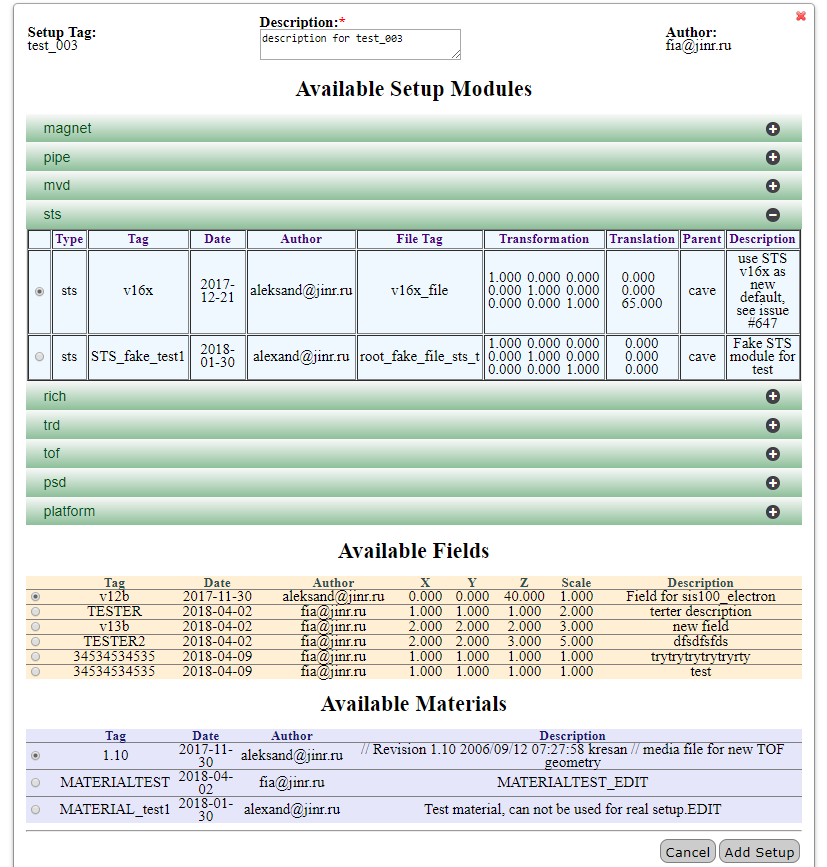 Setup Tag:
test_003
Description:*
description for test_003
Author:
fia@jinr.ru
Available Setup Modules
magnet
pipe
mvd
sts
Type Tag Date Author File Tag Transformation Translation Parent Description
sts v16x 2017-12-21 aleksand@jinr.ru v16x_file 1.000 0.000 0.000 0.000 1.000 0.000 0.000 0.000 1.000 0.000 0.000 65.000 cave use STS v16x as new default, see issue #647
sts STS_fake_test1 2018-01-30 alexand@jinr.ru root_fake_file_sts_t 1.000 0.000 0.000 0.000 1.000 0.000 0.000 0.000 1.000 0.000 0.000 0.000 cave Fake STS module for test
rich
trd
tof
psd
platform
Available Fields
Tag Date Author X Y Z Scale Description
v12b 2017-11-30 aleksand@jinr.ru 0.000 0.000 40.000 1.000 Field for sis100_electron
TESTER 2018-04-02 fia@jinr.ru 1.000 1.000 1.000 2.000 terter description
v13b 2018-04-02 fia@jinr.ru 2.000 2.000 2.000 3.000 new field
TESTER2 2018-04-02 fia@jinr.ru 2.000 2.000 3.000 5.000 dfsdfsfds
34534534535 2018-04-09 fia@jinr.ru 1.000 1.000 1.000 1.000 trytrytrytrytryrty
34534534535 2018-04-09 fia@jinr.ru 1.000 1.000 1.000 1.000 test
Available Materials
Tag Date Author Description
1.10 2017-11-30 aleksand@jinr.ru // Revision 1.10 2006/09/12 07:27:58 kresan // media file for new TOF geometry
MATERIALTEST 2018-04-02 fia@jinr.ru MATERIALTEST_EDIT
MATERIAL_test1 2018-01-30 alexand@jinr.ru Test material, can not be used for real setup.EDIT
Cancel Add Setup